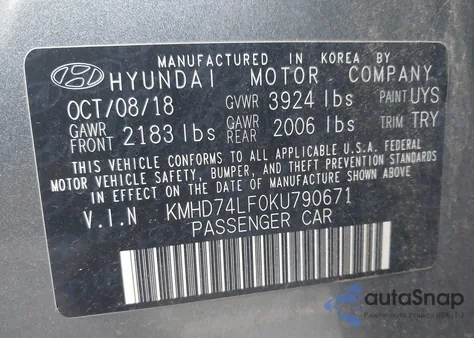 MANUFACTURED IN KOREA BY
HYUNDAI MOTOR COMPANY
OCT/08/18 GVWR 3924 lbs PAINT UYS
GAWR FRONT 2183 lbs GAWR REAR 2006 lbs TRIM TRY
THIS VEHICLE CONFORMS TO ALL APPLICABLE U.S.A. FEDERAL
MOTOR VEHICLE SAFETY, BUMPER, AND THEFT PREVENTION STANDARDS
IN EFFECT ON THE DATE OF MANUFACTURE SHOWN ABOVE.
V.I.N KMHD74LF0KU790671
PASSENGER CAR
autoSnap